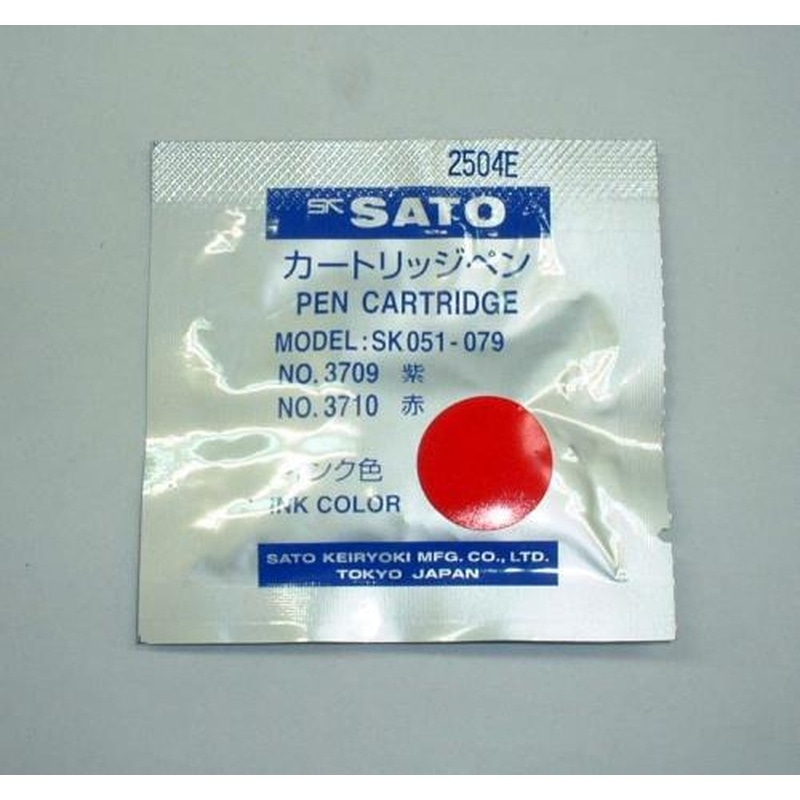 2504E
SK SATO
カートリッジペン
PEN CARTRIDGE
MODEL:SK051-079
NO.3709 紫
NO.3710 赤
インク色
INK COLOR
SATO KEIRYOKI MFG. CO., LTD.
TOKYO JAPAN